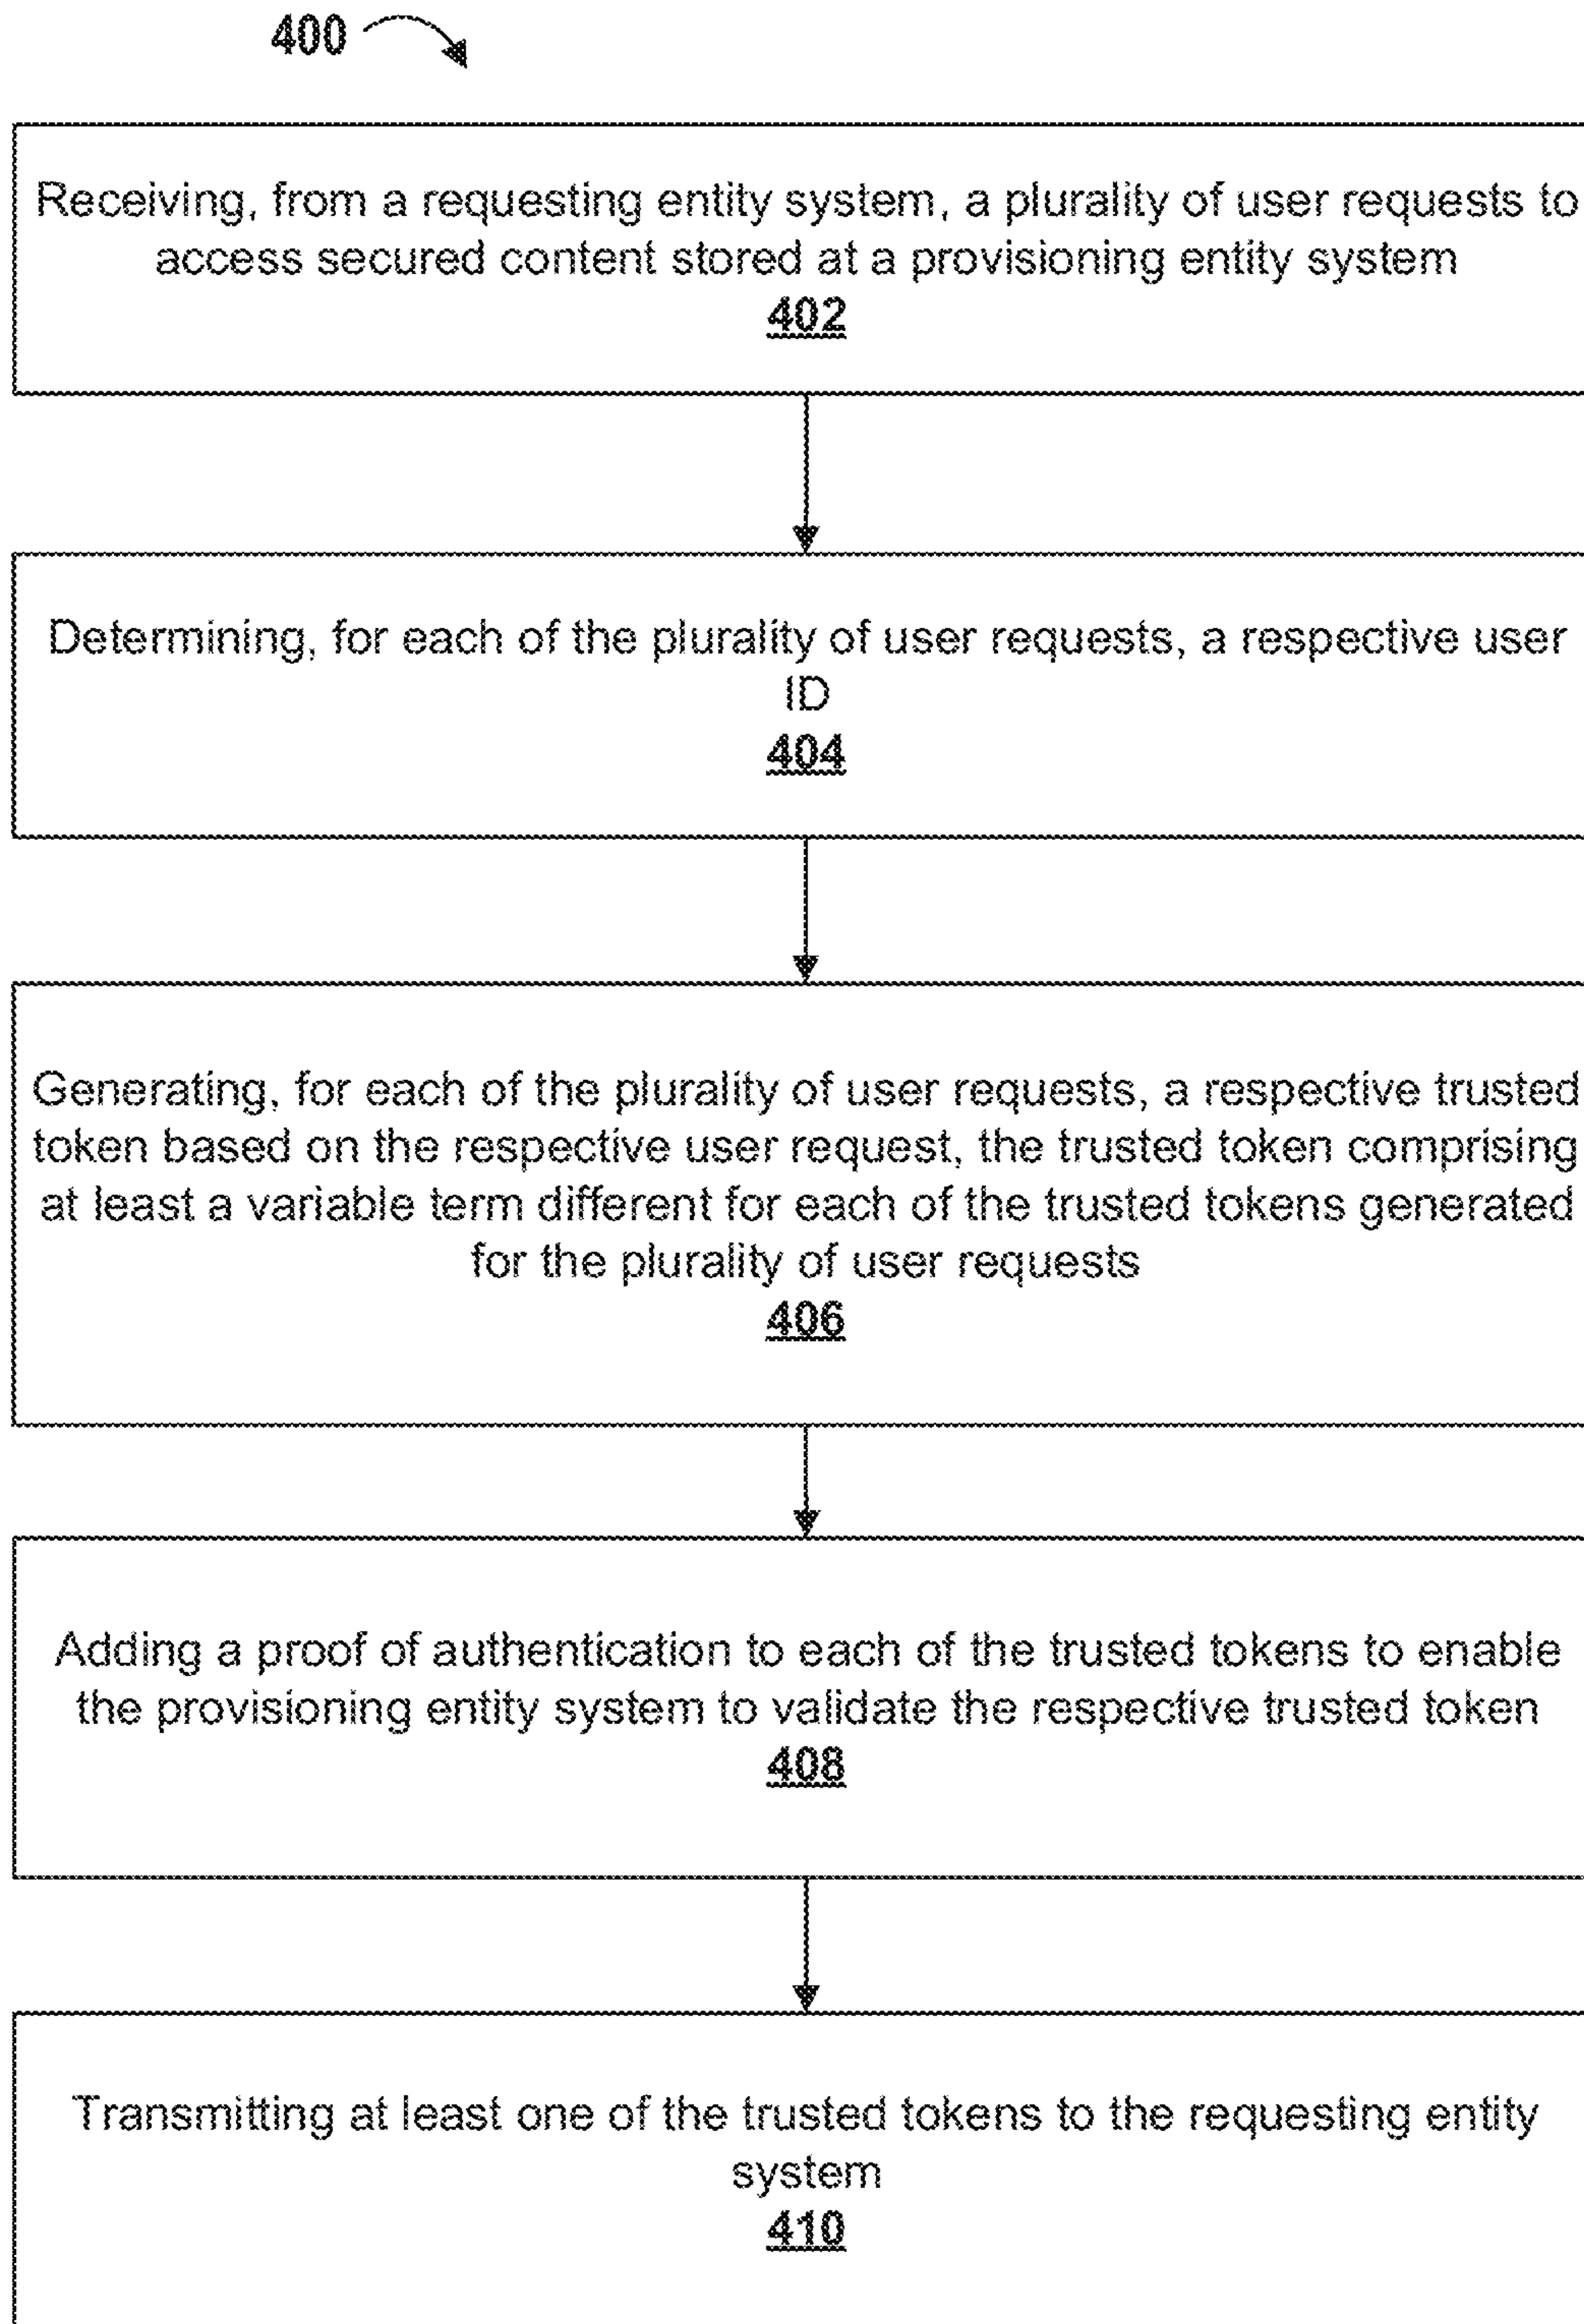 400
Receiving, from a requesting entity system, a plurality of user requests to
access secured content stored at a provisioning entity system
402
Determining, for each of the plurality of user requests, a respective user
ID
404
Generating, for each of the plurality of user requests, a respective trusted
token based on the respective user request, the trusted token comprising
at least a variable term different for each of the trusted tokens generated
for the plurality of user requests
406
Adding a proof of authentication to each of the trusted tokens to enable
the provisioning entity system to validate the respective trusted token
408
Transmitting at least one of the trusted tokens to the requesting entity
system
410